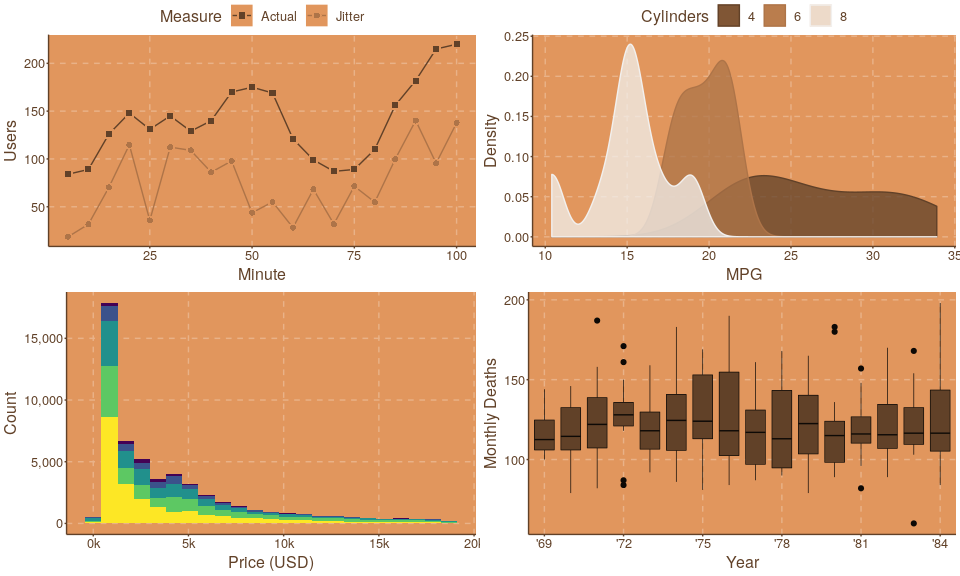 Measure Actual Jitter
200
150
100
50
Users
25 50 75 100
Minute
Cylinders 4 6 8
0.25
0.20
0.15
0.10
0.05
0.00
Density
10 15 20 25 30 35
MPG
15,000
10,000
5,000
0
Count
0k 5k 10k 15k 20l
Price (USD)
200
150
100
Monthly Deaths
'69 '72 '75 '78 '81 '84
Year